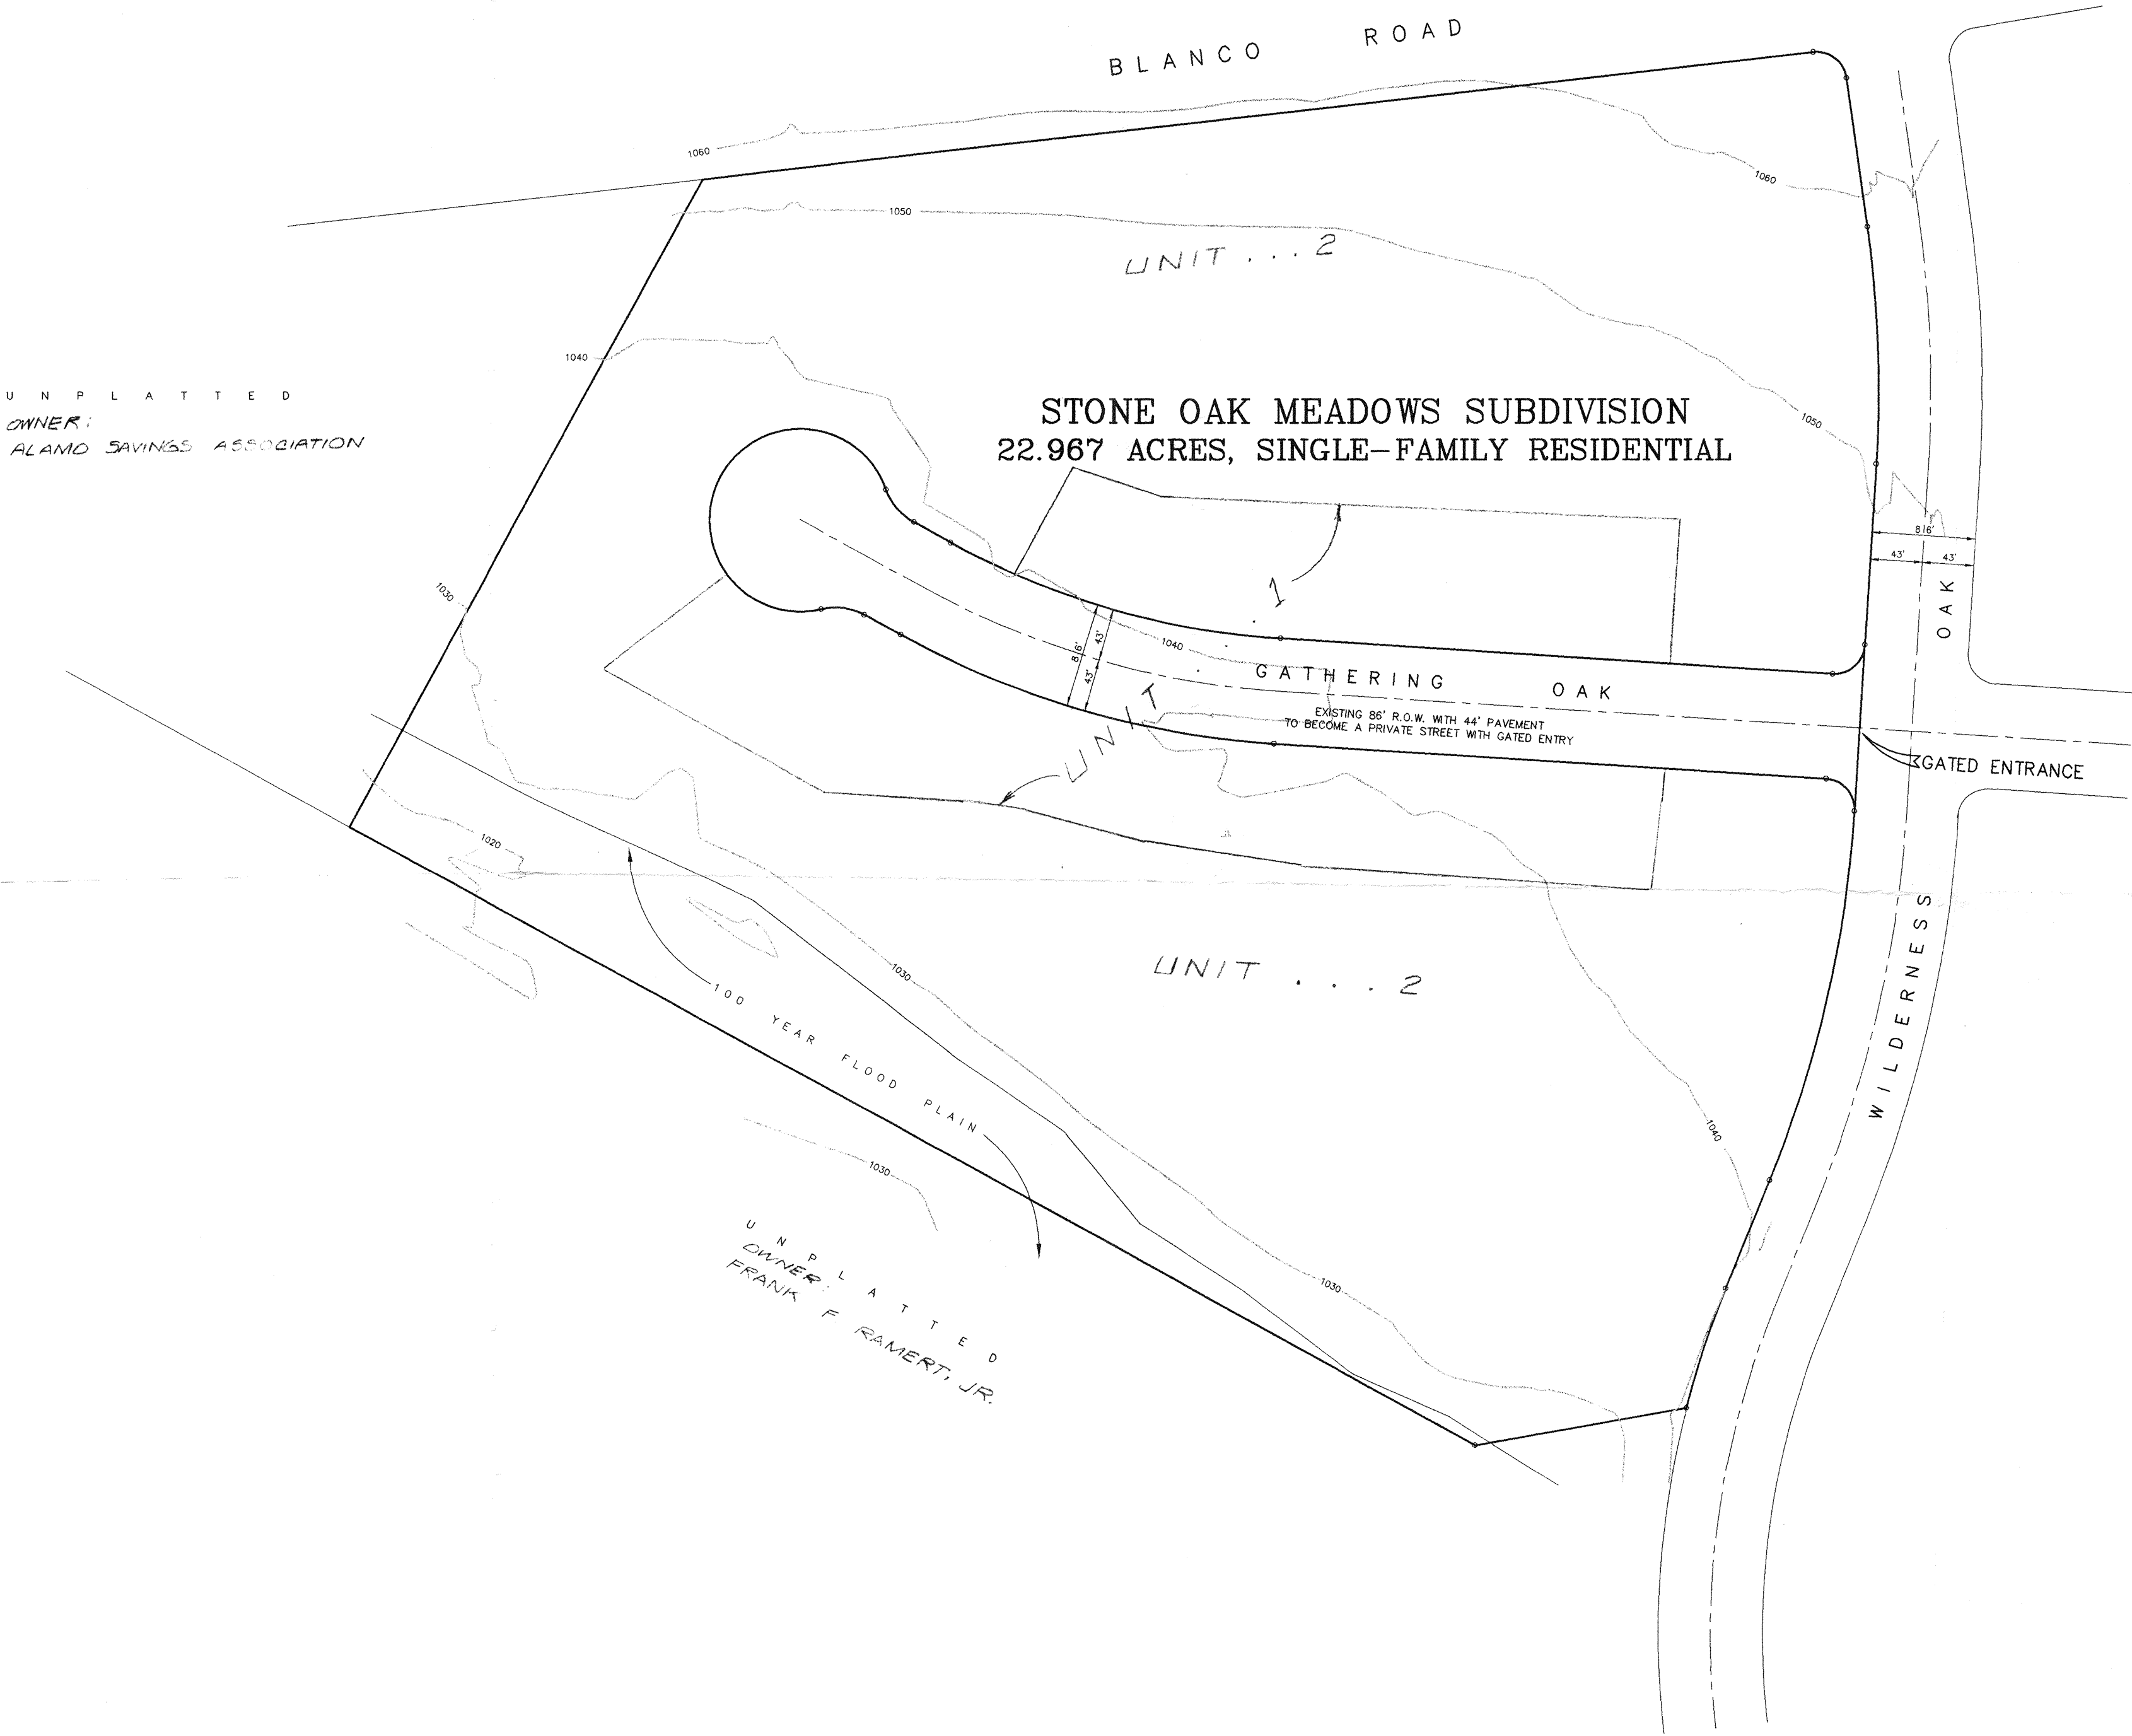 BLANCO ROAD
1060
1060
1050
UNIT ... 2
1040
UNPLATTED
OWNER:
ALAMO SAVINGS ASSOCIATION
STONE OAK MEADOWS SUBDIVISION
22.967 ACRES, SINGLE-FAMILY RESIDENTIAL
1050
86'
43' 43'
1030
1
OAK
86'
43'
43'
1040
GATHERING OAK
EXISTING 86' R.O.W. WITH 44' PAVEMENT
TO BECOME A PRIVATE STREET WITH GATED ENTRY
UNIT
GATED ENTRANCE
1020
WILDERNESS
UNIT ... 2
1030
100 YEAR FLOOD PLAIN
1040
1030
UNPLATTED
OWNER:
FRANK F. RAMERT, JR.
1030